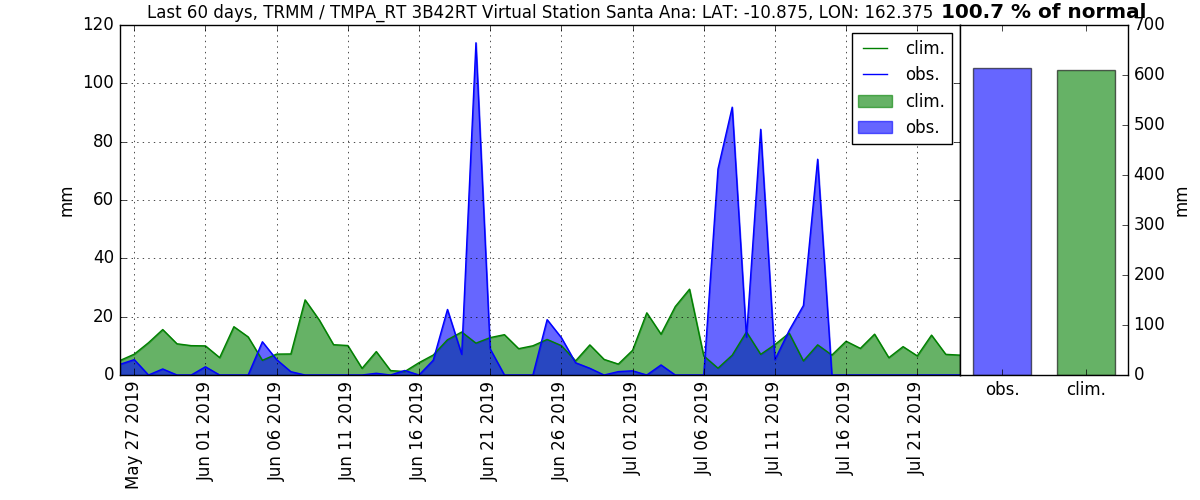 Last 60 days, TRMM / TMPA_RT 3B42RT Virtual Station Santa Ana: LAT: -10.875, LON: 162.375 100.7 % of normal
120
100
80
60
40
20
0
mm
clim.
obs.
clim.
obs.
May 27 2019
Jun 01 2019
Jun 06 2019
Jun 11 2019
Jun 16 2019
Jun 21 2019
Jun 26 2019
Jul 01 2019
Jul 06 2019
Jul 11 2019
Jul 16 2019
Jul 21 2019
700
600
500
400
300
200
100
0
mm
obs.
clim.